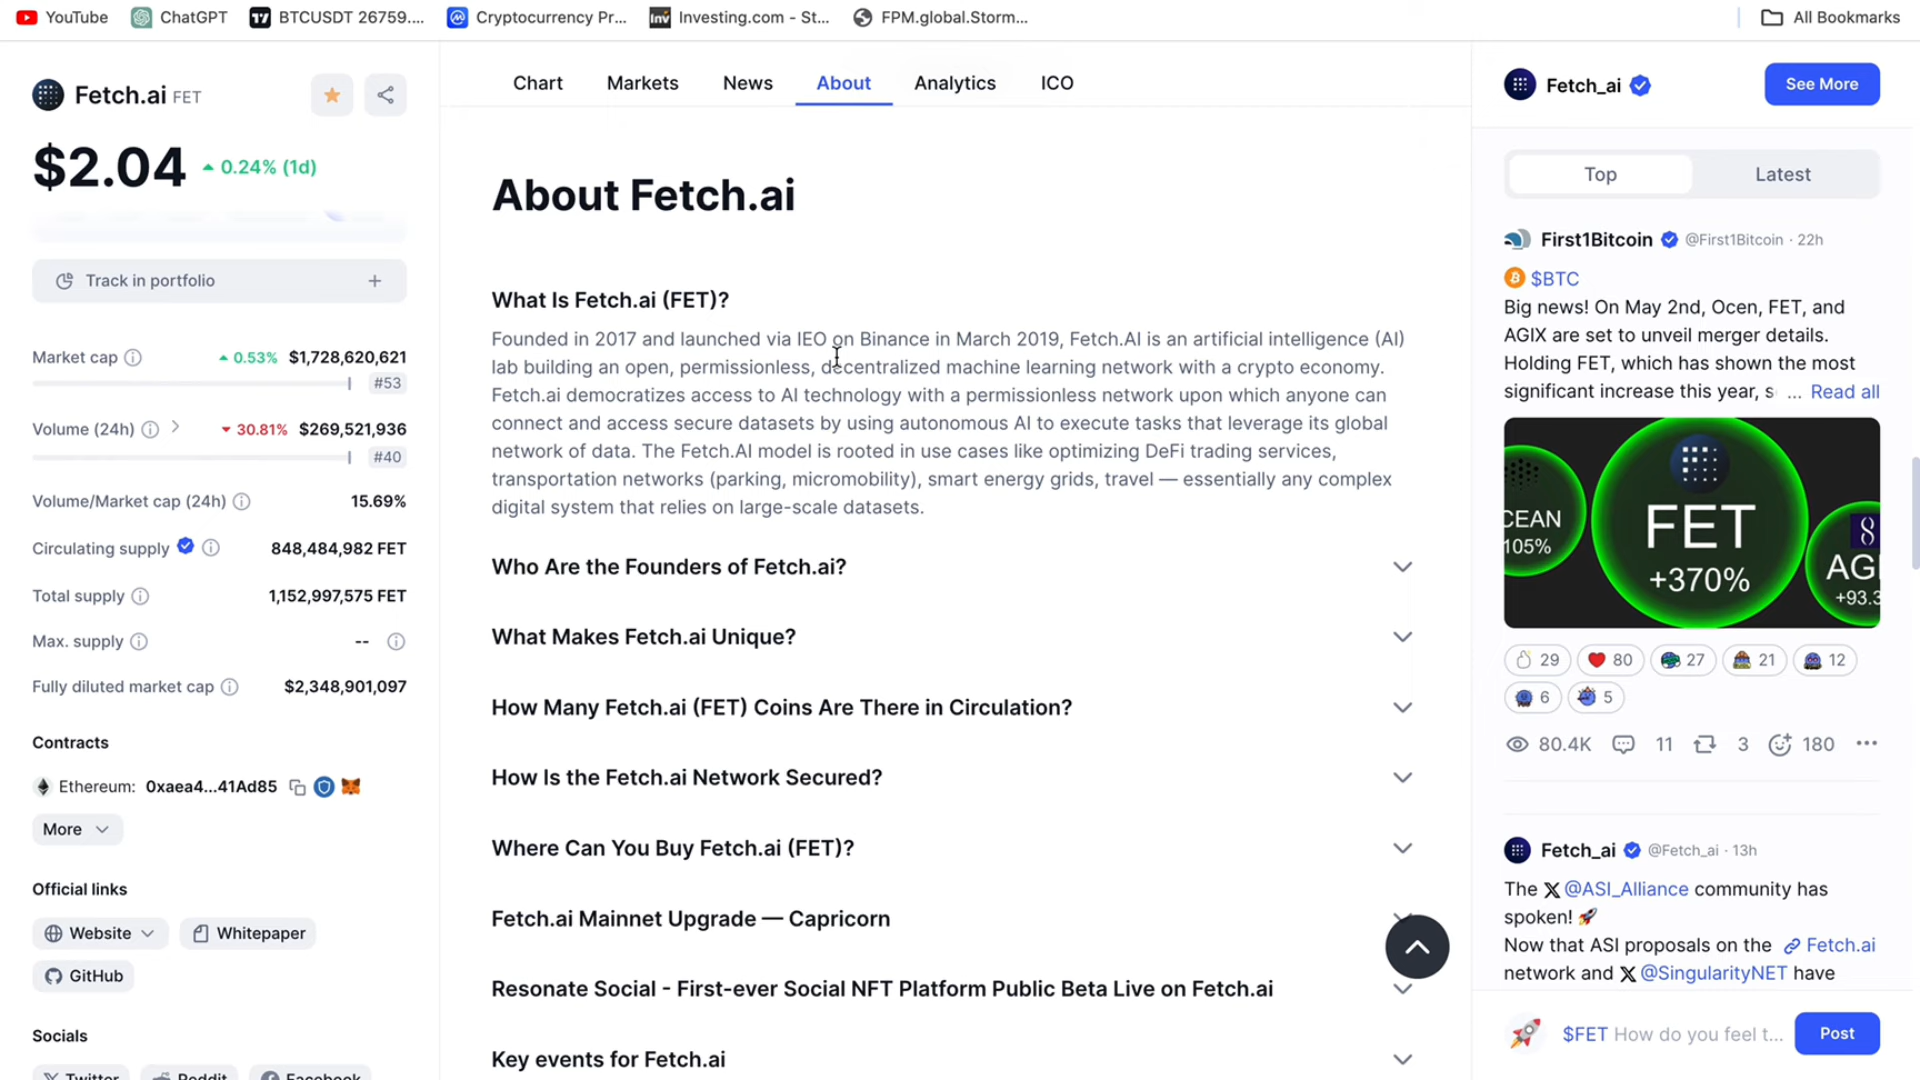 YouTube
ChatGPT
BTCUSDT 26759....
Cryptocurrency Pr...
Inv
Investing.com - St...
FPM.global.Storm...
All Bookmarks
Fetch.ai FET
$2.04 0.24% (1d)
Track in portfolio +
Market cap 0.53% $1,728,620,621
#53
Volume (24h) 30.81% $269,521,936
#40
Volume/Market cap (24h) 15.69%
Circulating supply 848,484,982 FET
Total supply 1,152,997,575 FET
Max. supply --
Fully diluted market cap $2,348,901,097
Contracts
Ethereum: 0xaea4...41Ad85
More
Official links
Website
Whitepaper
GitHub
Socials
Twitter
Reddit
Facebook
Chart
Markets
News
About
Analytics
ICO
About Fetch.ai
What Is Fetch.ai (FET)?
Founded in 2017 and launched via IEO on Binance in March 2019, Fetch.AI is an artificial intelligence (AI)
lab building an open, permissionless, decentralized machine learning network with a crypto economy.
Fetch.ai democratizes access to AI technology with a permissionless network upon which anyone can
connect and access secure datasets by using autonomous AI to execute tasks that leverage its global
network of data. The Fetch.AI model is rooted in use cases like optimizing DeFi trading services,
transportation networks (parking, micromobility), smart energy grids, travel — essentially any complex
digital system that relies on large-scale datasets.
Who Are the Founders of Fetch.ai?
What Makes Fetch.ai Unique?
How Many Fetch.ai (FET) Coins Are There in Circulation?
How Is the Fetch.ai Network Secured?
Where Can You Buy Fetch.ai (FET)?
Fetch.ai Mainnet Upgrade — Capricorn
Resonate Social - First-ever Social NFT Platform Public Beta Live on Fetch.ai
Key events for Fetch.ai
Fetch_ai
See More
Top
Latest
First1Bitcoin @First1Bitcoin · 22h
$BTC
Big news! On May 2nd, Ocen, FET, and
AGIX are set to unveil merger details.
Holding FET, which has shown the most
significant increase this year, s ... Read all
CEAN
105%
FET
+370%
AGI
+93.3
29
80
27
21
12
6
5
80.4K
11
3
180
Fetch_ai @Fetch_ai · 13h
The @ASI_Alliance community has
spoken!
Now that ASI proposals on the Fetch.ai
network and @SingularityNET have
$FET How do you feel t...
Post